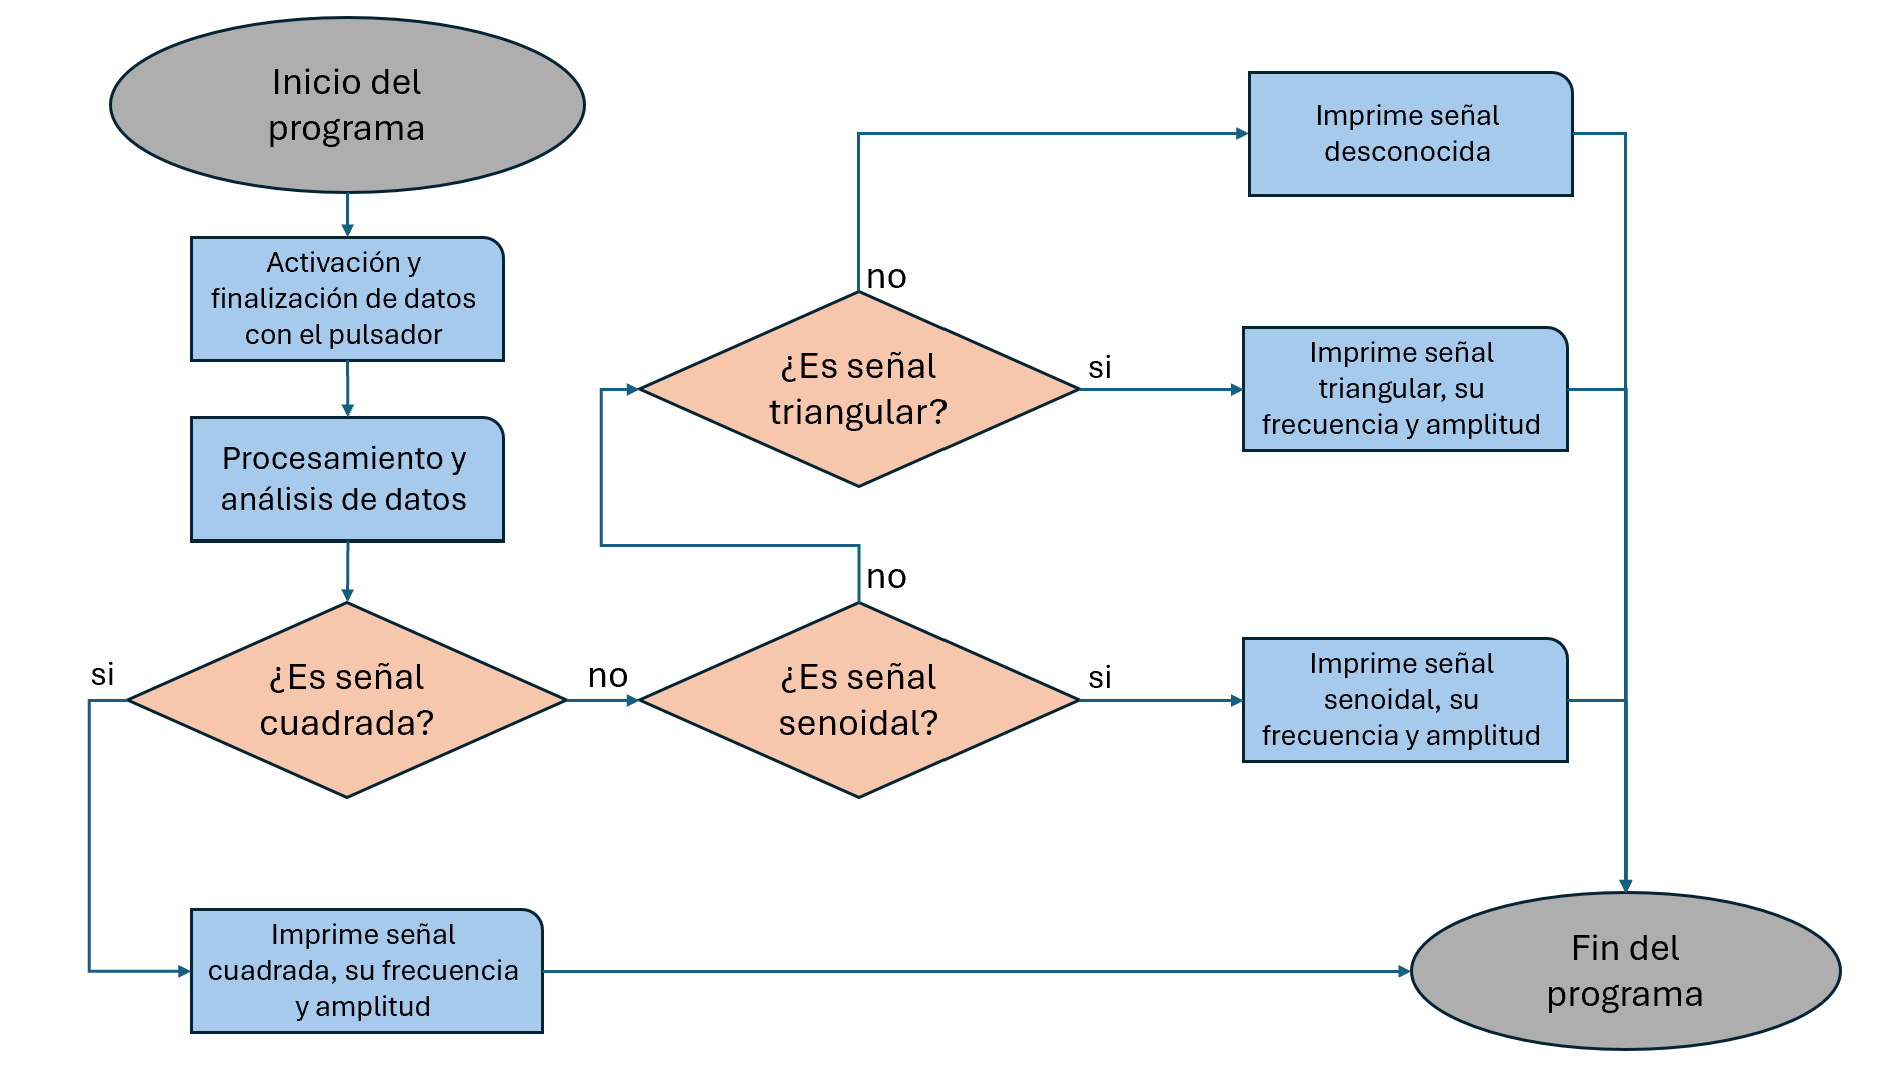 Inicio del
programa
Activación y
finalización de datos
con el pulsador
Procesamiento y
análisis de datos
¿Es señal
cuadrada?
si
no
Imprime señal
cuadrada, su frecuencia
y amplitud
¿Es señal
senoidal?
si
no
Imprime señal
senoidal, su
frecuencia y amplitud
¿Es señal
triangular?
si
no
Imprime señal
triangular, su
frecuencia y amplitud
Imprime señal
desconocida
Fin del
programa